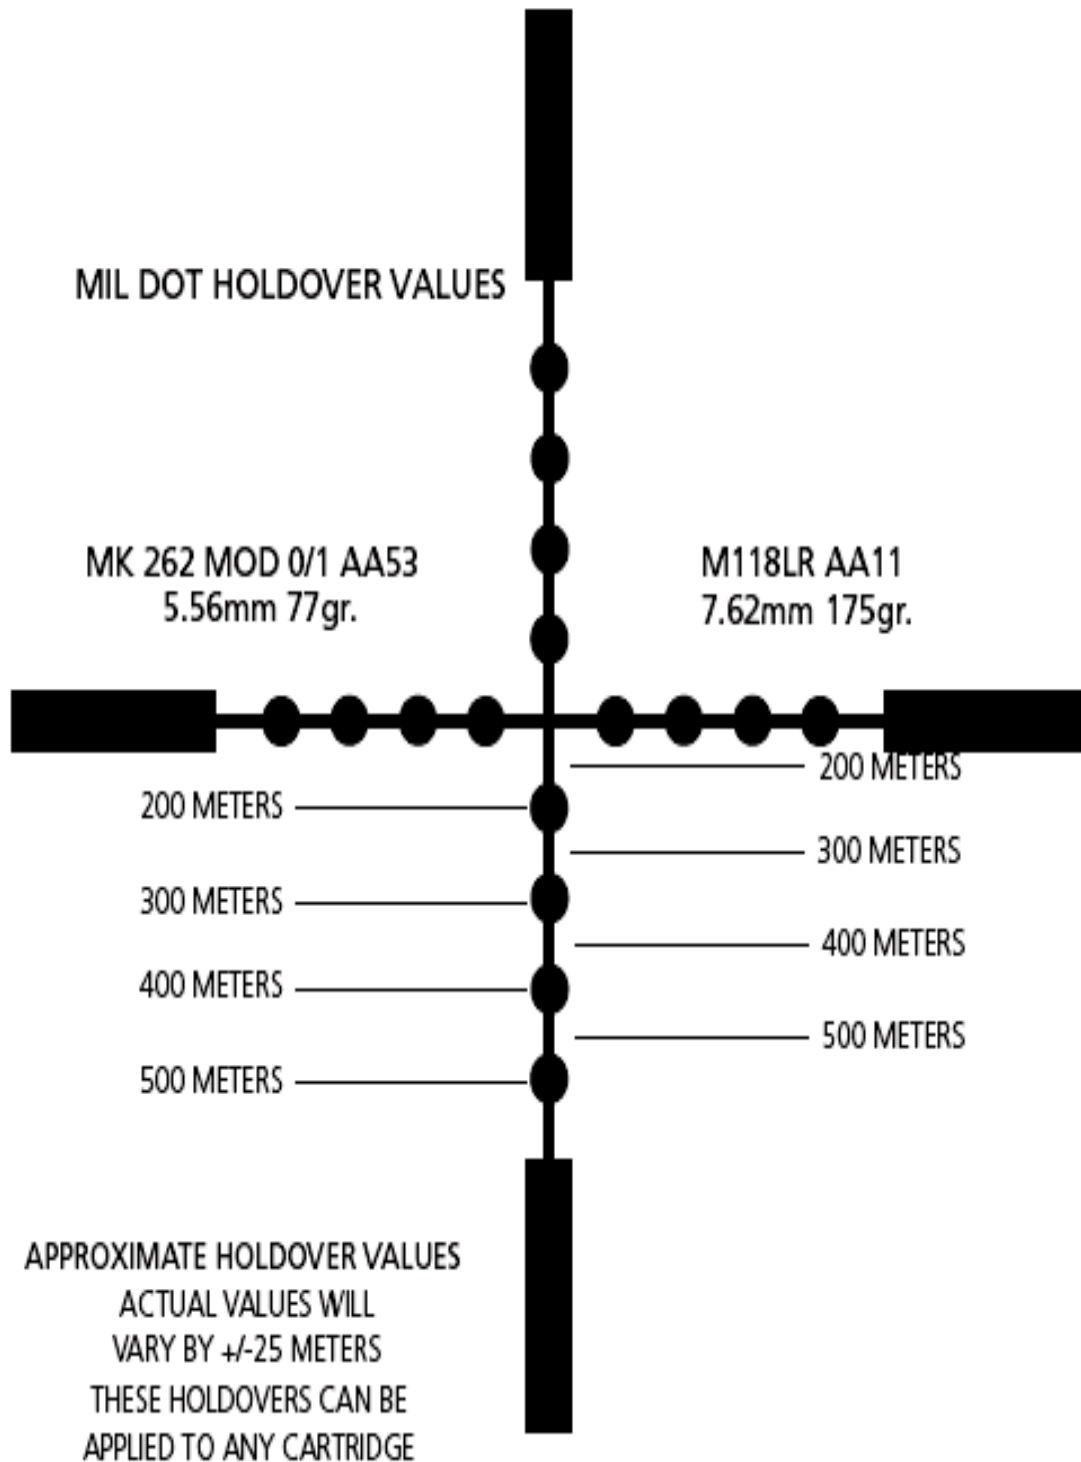 MIL DOT HOLDOVER VALUES
MK 262 MOD 0/1 AA53
5.56mm 77gr.
M118LR AA11
7.62mm 175gr.
200 METERS
300 METERS
400 METERS
500 METERS
200 METERS
300 METERS
400 METERS
500 METERS
APPROXIMATE HOLDOVER VALUES
ACTUAL VALUES WILL
VARY BY +/-25 METERS
THESE HOLDOVERS CAN BE
APPLIED TO ANY CARTRIDGE